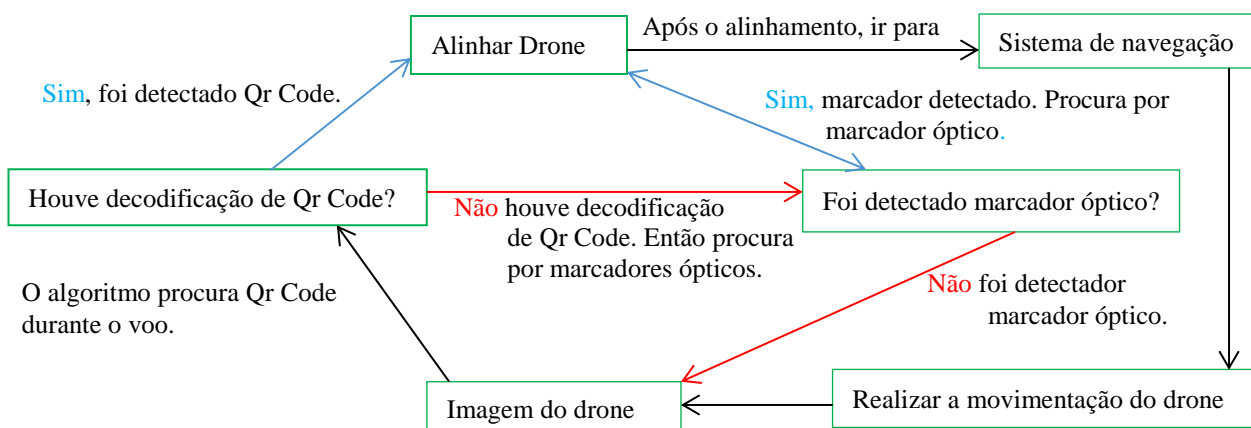 Alinhar Drone
Após o alinhamento, ir para
Sistema de navegação
Sim, foi detectado Qr Code.
Sim, marcador detectado. Procura por
marcador óptico.
Houve decodificação de Qr Code?
Não houve decodificação
de Qr Code. Então procura
por marcadores ópticos.
Foi detectado marcador óptico?
O algoritmo procura Qr Code
durante o voo.
Não foi detectador
marcador óptico.
Imagem do drone
Realizar a movimentação do drone